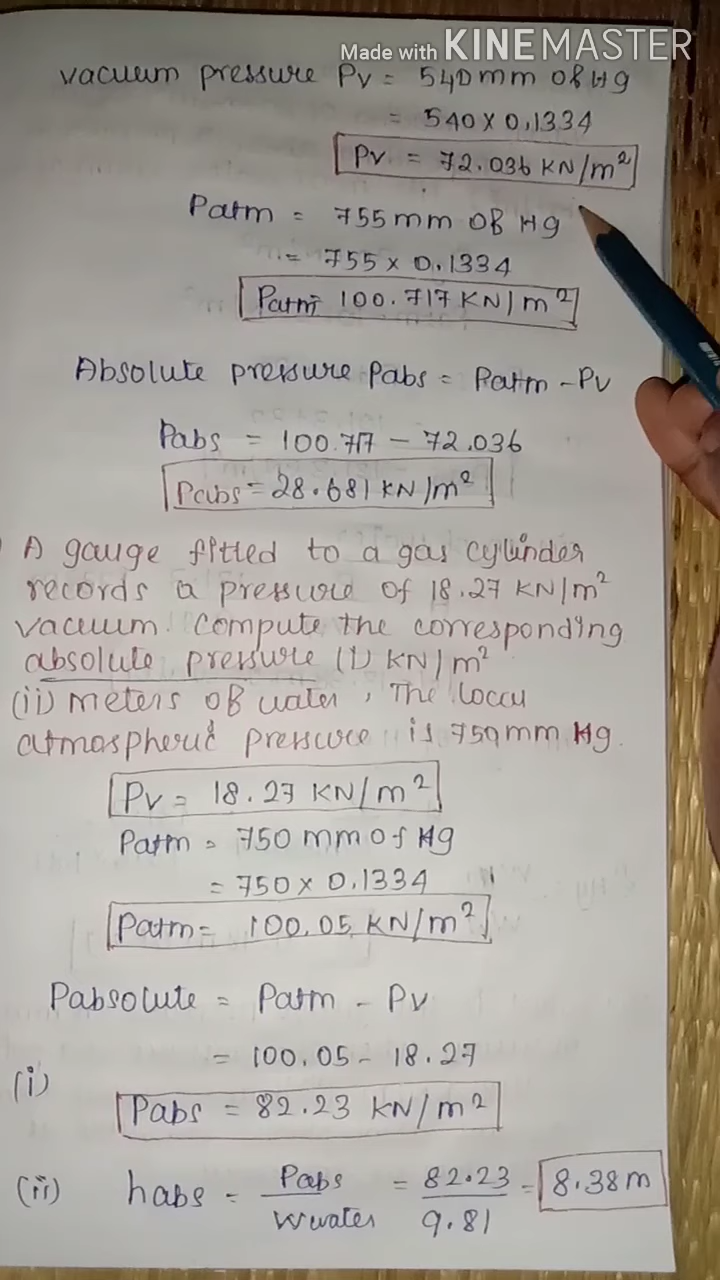 Made with KINEMASTER
vacuum pressure Pv = 540 mm of Hg
= 540 x 0.1334
Pv = 72.036 KN/m²
Patm = 755 mm of Hg
= 755 x 0.1334
Patm = 100.717 KN/m²
Absolute pressure Pabs = Patm - Pv
Pabs = 100.717 - 72.036
Pabs = 28.681 KN/m²
A gauge fitted to a gas cylinder
records a pressure of 18.27 KN/m²
vacuum. Compute the corresponding
absolute pressure (i) KN/m²
(ii) meters of water, The local
atmospheric pressure is 750mm Hg.
Pv = 18.27 KN/m²
Patm = 750 mm of Hg
= 750 x 0.1334
Patm = 100.05 KN/m²
Pabsolute = Patm - Pv
= 100.05 - 18.27
(i)
Pabs = 82.23 KN/m²
(ii) habs = Pabs / Wwater = 82.23 / 9.81 = 8.38m